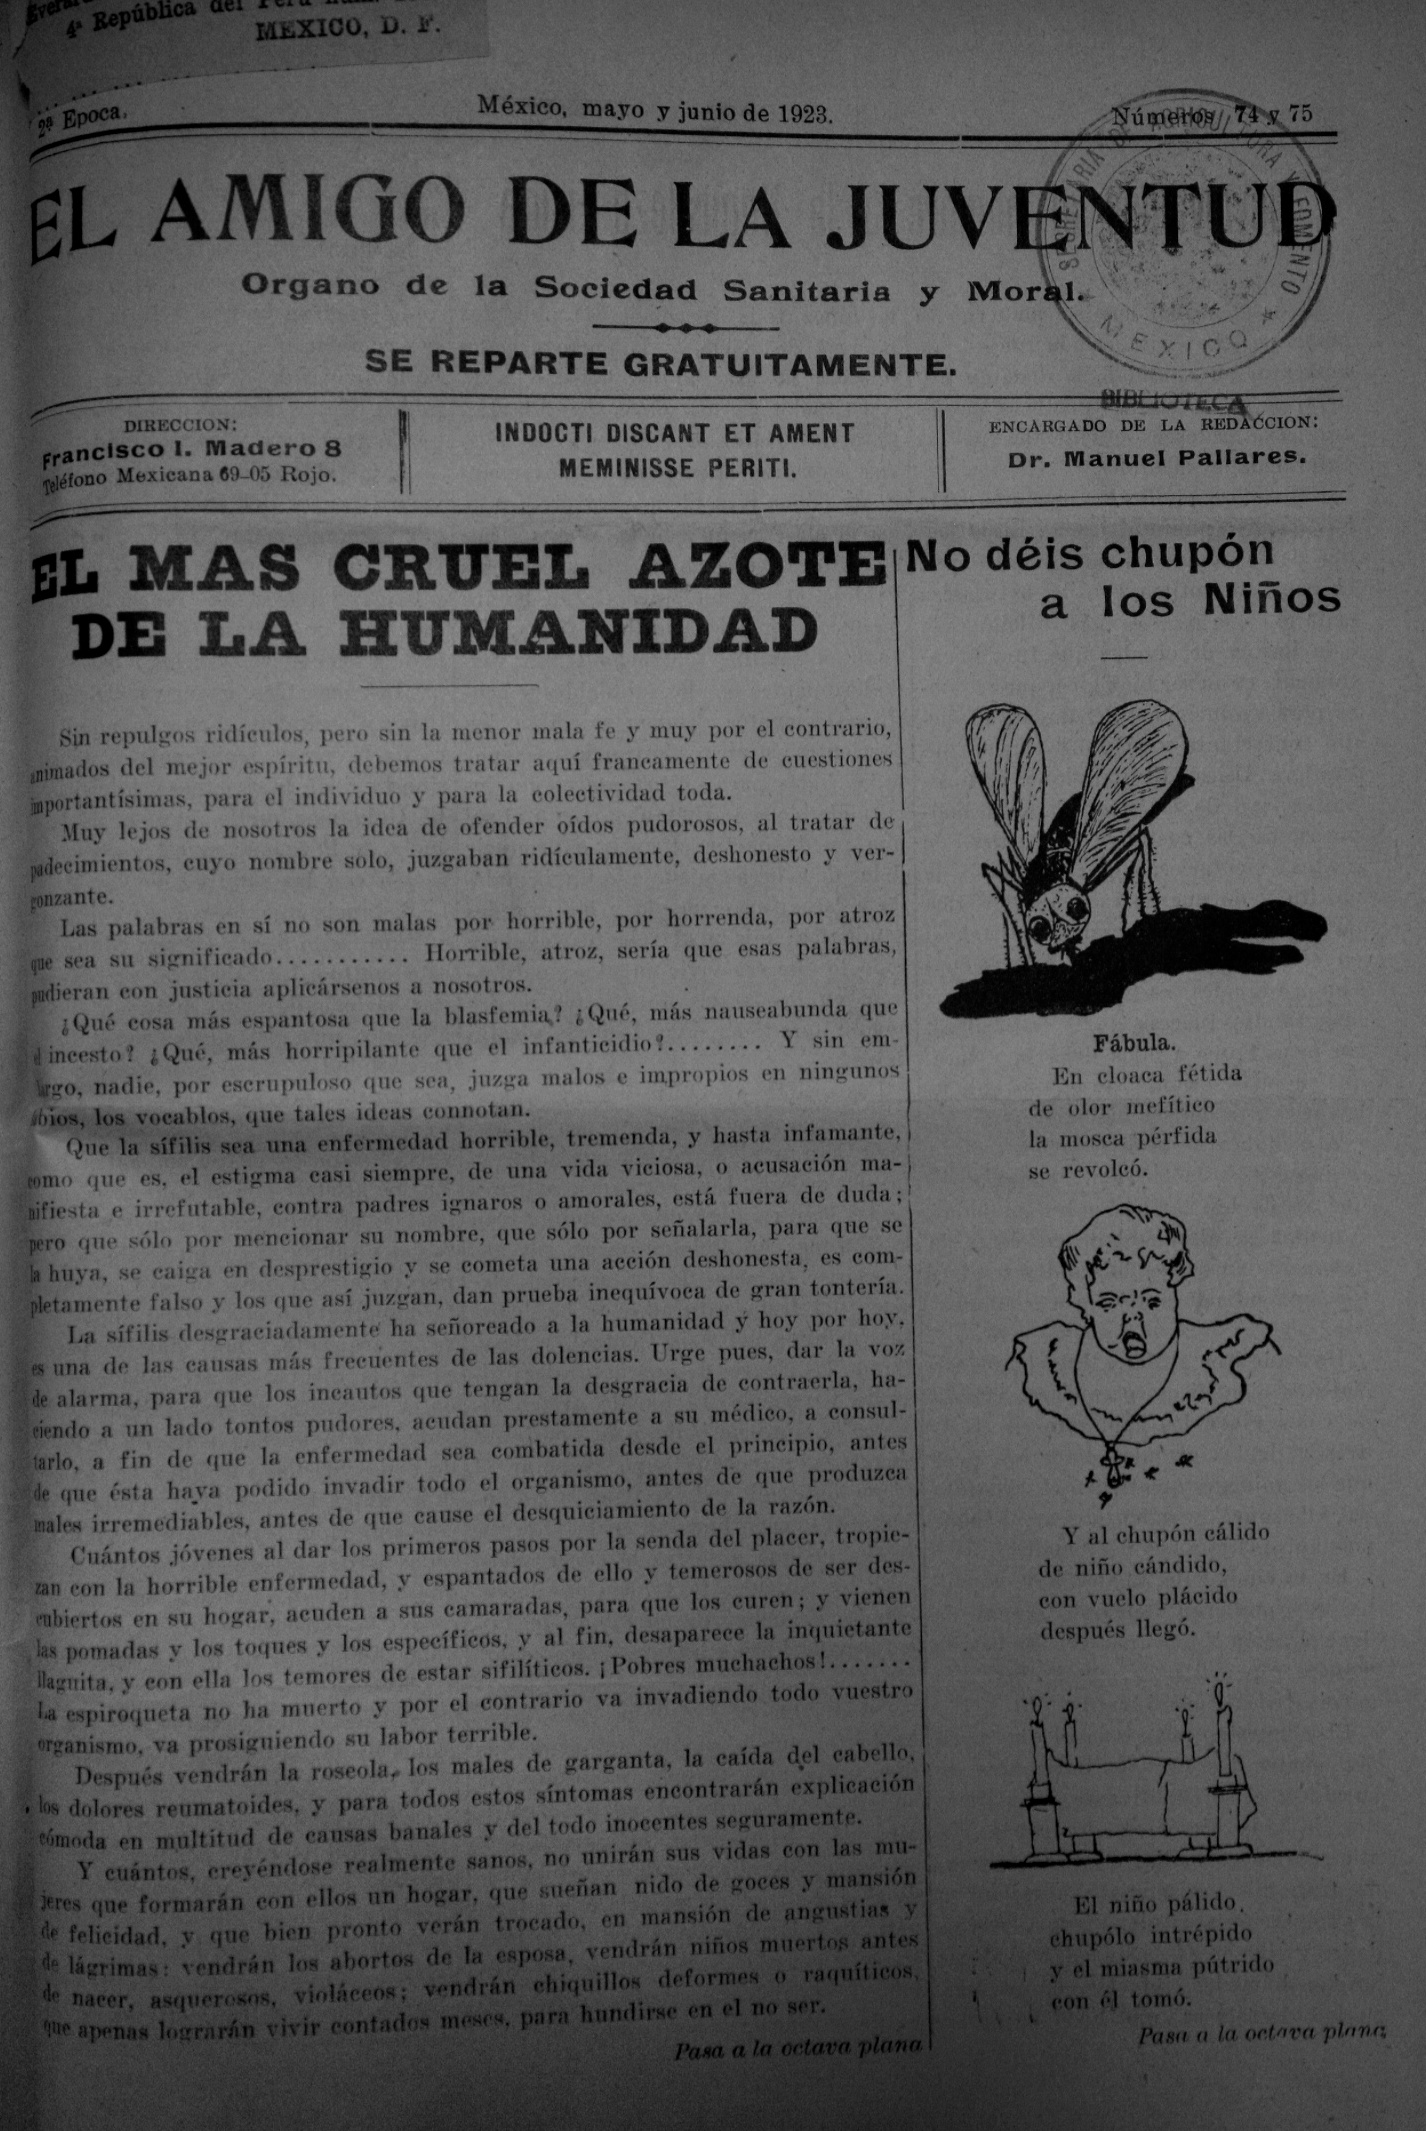 4ª República del Perú
MEXICO, D. F.
2ª Epoca.
México, mayo y junio de 1923.
Números 74 y 75
EL AMIGO DE LA JUVENTUD
Organo de la Sociedad Sanitaria y Moral.
SE REPARTE GRATUITAMENTE.
SECRETARIA DE AGRICULTURA Y FOMENTO
MEXICO
BIBLIOTECA
DIRECCION:
Francisco I. Madero 8
Teléfono Mexicana 69-05 Rojo.
INDOCTI DISCANT ET AMENT
MEMINISSE PERITI.
ENCARGADO DE LA REDACCION:
Dr. Manuel Pallares.
EL MAS CRUEL AZOTE
DE LA HUMANIDAD
Sin repulgos ridículos, pero sin la menor mala fe y muy por el contrario,
animados del mejor espíritu, debemos tratar aquí francamente de cuestiones
importantísimas, para el individuo y para la colectividad toda.
Muy lejos de nosotros la idea de ofender oídos pudorosos, al tratar de
padecimientos, cuyo nombre solo, juzgaban ridículamente, deshonesto y ver-
gonzante.
Las palabras en sí no son malas por horrible, por horrenda, por atroz
que sea su significado........... Horrible, atroz, sería que esas palabras,
pudieran con justicia aplicársenos a nosotros.
¿Qué cosa más espantosa que la blasfemia? ¿Qué, más nauseabunda que
el incesto? ¿Qué, más horripilante que el infanticidio?........ Y sin em-
bargo, nadie, por escrupuloso que sea, juzga malos e impropios en ningunos
labios, los vocablos, que tales ideas connotan.
Que la sífilis sea una enfermedad horrible, tremenda, y hasta infamante,
como que es, el estigma casi siempre, de una vida viciosa, o acusación ma-
nifiesta e irrefutable, contra padres ignaros o amorales, está fuera de duda;
pero que sólo por mencionar su nombre, que sólo por señalarla, para que se
la huya, se caiga en desprestigio y se cometa una acción deshonesta, es com-
pletamente falso y los que así juzgan, dan prueba inequívoca de gran tontería.
La sífilis desgraciadamente ha señoreado a la humanidad y hoy por hoy,
es una de las causas más frecuentes de las dolencias. Urge pues, dar la voz
de alarma, para que los incautos que tengan la desgracia de contraerla, ha-
ciendo a un lado tontos pudores, acudan prestamente a su médico, a consul-
tarlo, a fin de que la enfermedad sea combatida desde el principio, antes
de que ésta haya podido invadir todo el organismo, antes de que produzca
males irremediables, antes de que cause el desquiciamiento de la razón.
Cuántos jóvenes al dar los primeros pasos por la senda del placer, tropie-
zan con la horrible enfermedad, y espantados de ello y temerosos de ser des-
cubiertos en su hogar, acuden a sus camaradas, para que los curen; y vienen
las pomadas y los toques y los específicos, y al fin, desaparece la inquietante
llaguita, y con ella los temores de estar sifilíticos. ¡Pobres muchachos!.......
La espiroqueta no ha muerto y por el contrario va invadiendo todo vuestro
organismo, va prosiguiendo su labor terrible.
Después vendrán la roseola, los males de garganta, la caída del cabello,
los dolores reumatoides, y para todos estos síntomas encontrarán explicación
cómoda en multitud de causas banales y del todo inocentes seguramente.
Y cuántos, creyéndose realmente sanos, no unirán sus vidas con las mu-
jeres que formarán con ellos un hogar, que sueñan nido de goces y mansión
de felicidad, y que bien pronto verán trocado, en mansión de angustias y
de lágrimas: vendrán los abortos de la esposa, vendrán niños muertos antes
de nacer, asquerosos, violáceos; vendrán chiquillos deformes o raquíticos,
que apenas lograrán vivir contados meses, para hundirse en el no ser.
Pasa a la octava plana
No déis chupón
a los Niños
Fábula.
En cloaca fétida
de olor mefítico
la mosca pérfida
se revolcó.
Y al chupón cálido
de niño cándido,
con vuelo plácido
después llegó.
El niño pálido,
chupólo intrépido
y el miasma pútrido
con él tomó.
Pasa a la octava plana